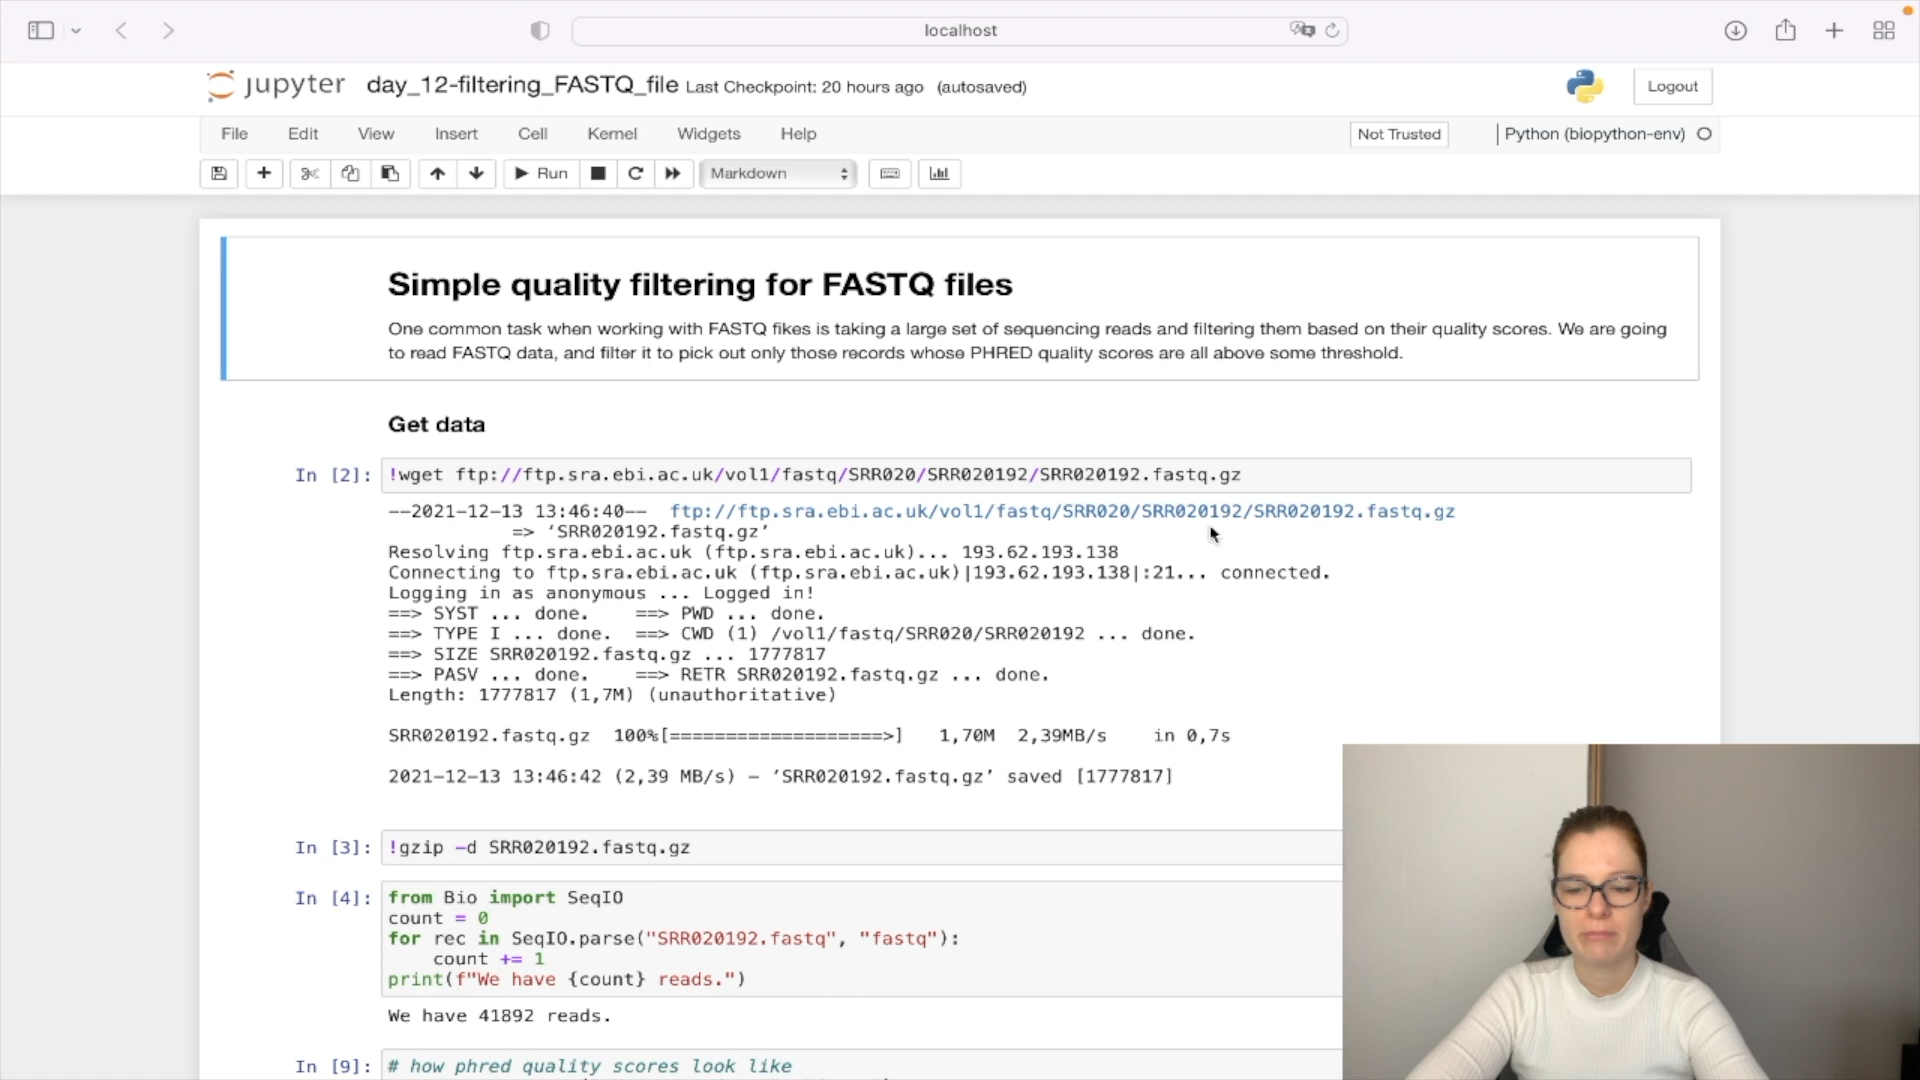 localhost
jupyter day_12-filtering_FASTQ_file Last Checkpoint: 20 hours ago (autosaved)
Logout
File Edit View Insert Cell Kernel Widgets Help
Not Trusted
Python (biopython-env)
Run
Markdown
Simple quality filtering for FASTQ files
One common task when working with FASTQ fikes is taking a large set of sequencing reads and filtering them based on their quality scores. We are going
to read FASTQ data, and filter it to pick out only those records whose PHRED quality scores are all above some threshold.
Get data
In [2]: !wget ftp://ftp.sra.ebi.ac.uk/vol1/fastq/SRR020/SRR020192/SRR020192.fastq.gz
--2021-12-13 13:46:40-- ftp://ftp.sra.ebi.ac.uk/vol1/fastq/SRR020/SRR020192/SRR020192.fastq.gz
=> ‘SRR020192.fastq.gz’
Resolving ftp.sra.ebi.ac.uk (ftp.sra.ebi.ac.uk)... 193.62.193.138
Connecting to ftp.sra.ebi.ac.uk (ftp.sra.ebi.ac.uk)|193.62.193.138|:21... connected.
Logging in as anonymous ... Logged in!
==> SYST ... done. ==> PWD ... done.
==> TYPE I ... done. ==> CWD (1) /vol1/fastq/SRR020/SRR020192 ... done.
==> SIZE SRR020192.fastq.gz ... 1777817
==> PASV ... done. ==> RETR SRR020192.fastq.gz ... done.
Length: 1777817 (1,7M) (unauthoritative)
SRR020192.fastq.gz 100%[===================>] 1,70M 2,39MB/s in 0,7s
2021-12-13 13:46:42 (2,39 MB/s) - ‘SRR020192.fastq.gz’ saved [1777817]
In [3]: !gzip -d SRR020192.fastq.gz
In [4]: from Bio import SeqIO
count = 0
for rec in SeqIO.parse("SRR020192.fastq", "fastq"):
count += 1
print(f"We have {count} reads.")
We have 41892 reads.
In [9]: # how phred quality scores look like